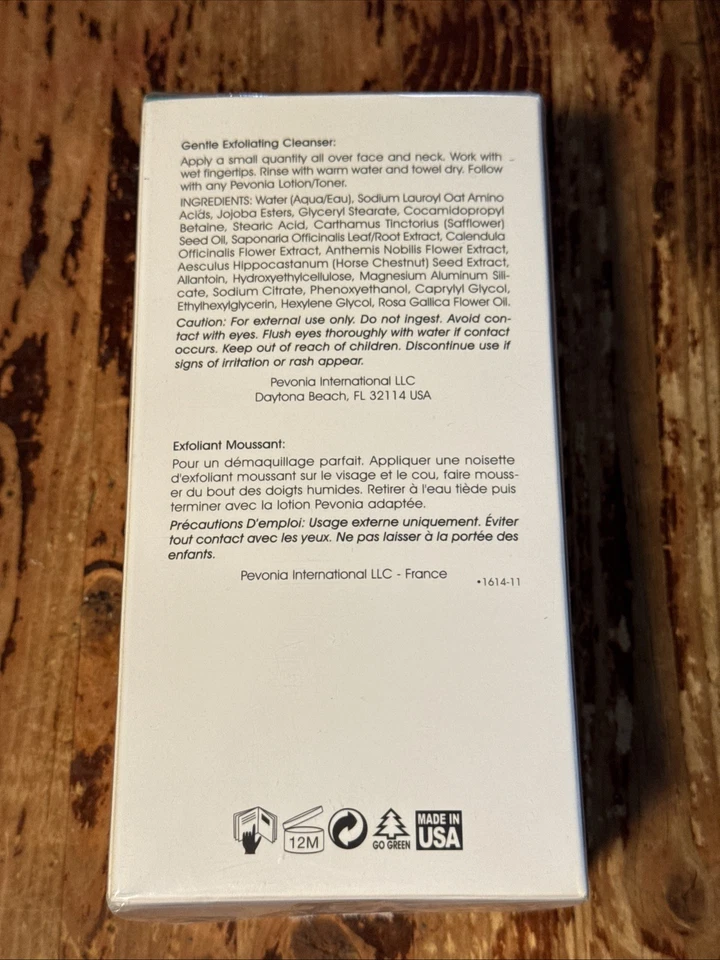 Gentle Exfoliating Cleanser:
Apply a small quantity all over face and neck. Work with
wet fingertips. Rinse with warm water and towel dry. Follow
with any Pevonia Lotion/Toner.
INGREDIENTS: Water (Aqua/Eau), Sodium Lauroyl Oat Amino
Acids, Jojoba Esters, Glyceryl Stearate, Cocamidopropyl
Betaine, Stearic Acid, Carthamus Tinctorius (Safflower)
Seed Oil, Saponaria Officinalis Leaf/Root Extract, Calendula
Officinalis Flower Extract, Anthemis Nobilis Flower Extract,
Aesculus Hippocastanum (Horse Chestnut) Seed Extract,
Allantoin, Hydroxyethylcellulose, Magnesium Aluminum Sili-
cate, Sodium Citrate, Phenoxyethanol, Caprylyl Glycol,
Ethylhexylglycerin, Hexylene Glycol, Rosa Gallica Flower Oil.
Caution: For external use only. Do not ingest. Avoid con-
tact with eyes. Flush eyes thoroughly with water if contact
occurs. Keep out of reach of children. Discontinue use if
signs of irritation or rash appear.
Pevonia International LLC
Daytona Beach, FL 32114 USA
Exfoliant Moussant:
Pour un démaquillage parfait. Appliquer une noisette
d'exfoliant moussant sur le visage et le cou, faire mouss-
er du bout des doigts humides. Retirer à l'eau tiède puis
terminer avec la lotion Pevonia adaptée.
Précautions D'emploi: Usage externe uniquement. Éviter
tout contact avec les yeux. Ne pas laisser à la portée des
enfants.
Pevonia International LLC - France
•1614-11
12M
GO GREEN
MADE IN
USA